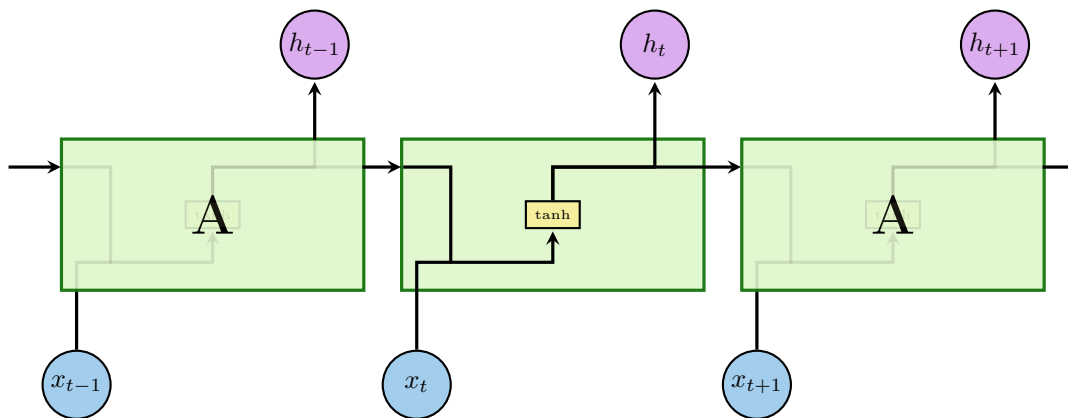 h_{t-1} h_t h_{t+1}
A tanh A
x_{t-1} x_t x_{t+1}